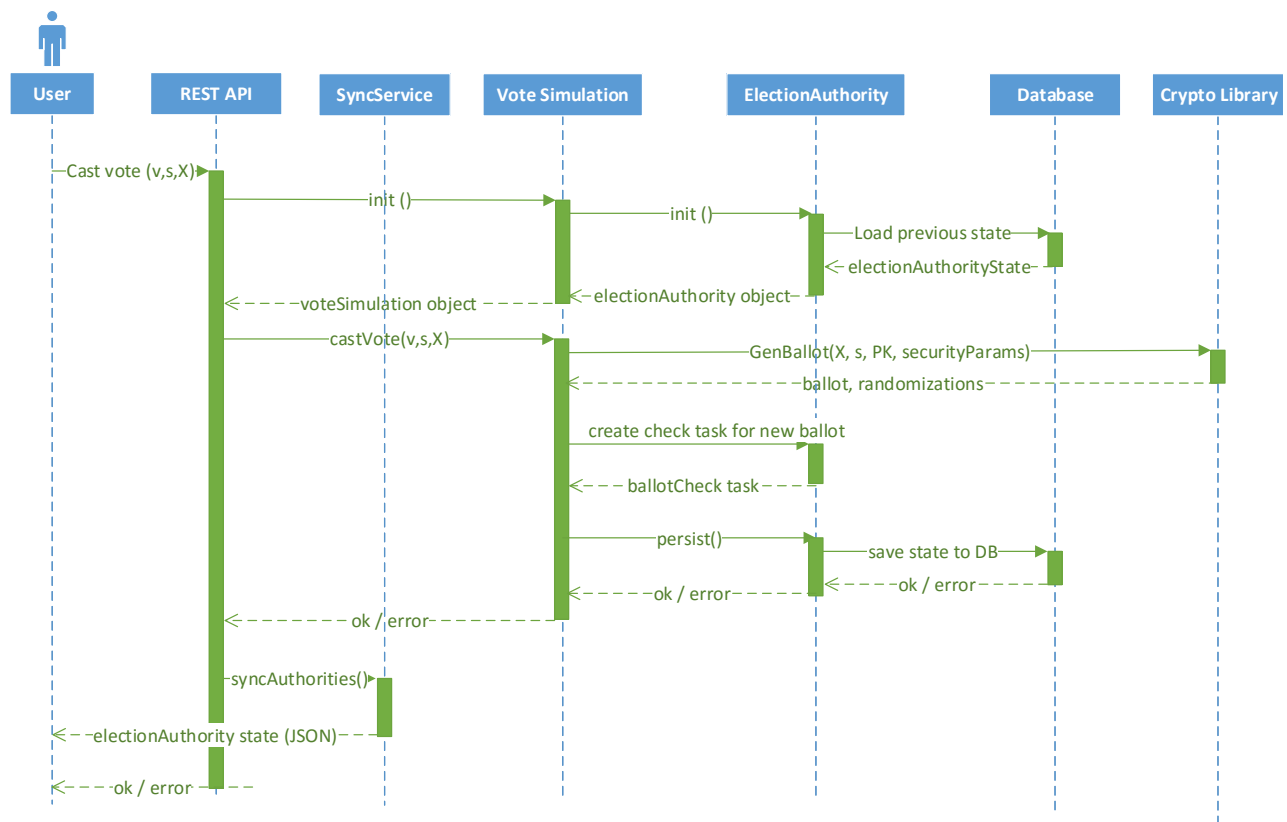 User
REST API
SyncService
Vote Simulation
ElectionAuthority
Database
Crypto Library
Cast vote (v,s,X)
init ()
init ()
Load previous state
electionAuthorityState
electionAuthority object
voteSimulation object
castVote(v,s,X)
GenBallot(X, s, PK, securityParams)
ballot, randomizations
create check task for new ballot
ballotCheck task
persist()
save state to DB
ok / error
ok / error
ok / error
syncAuthorities()
electionAuthority state (JSON)
ok / error